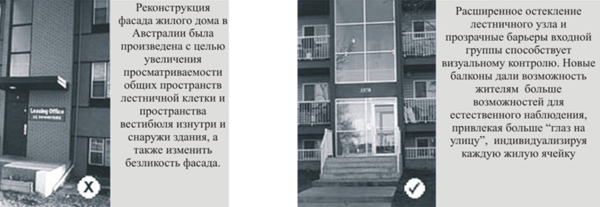 Реконструкция
фасада жилого дома в
Австралии была
произведена с целью
увеличения
просматриваемости
общих пространств
лестничной клетки и
пространства
вестибюля изнутри и
снаружи здания, а
также изменить
безликость фасада.
Leasing Office
X
Расширенное остекление
лестничного узла и
прозрачные барьеры входной
группы способствует
визуальному контролю. Новые
балконы дали возможность
жителям больше
возможностей для
естественного наблюдения,
привлекая больше “глаз на
улицу”, индивидуализируя
каждую жилую ячейку